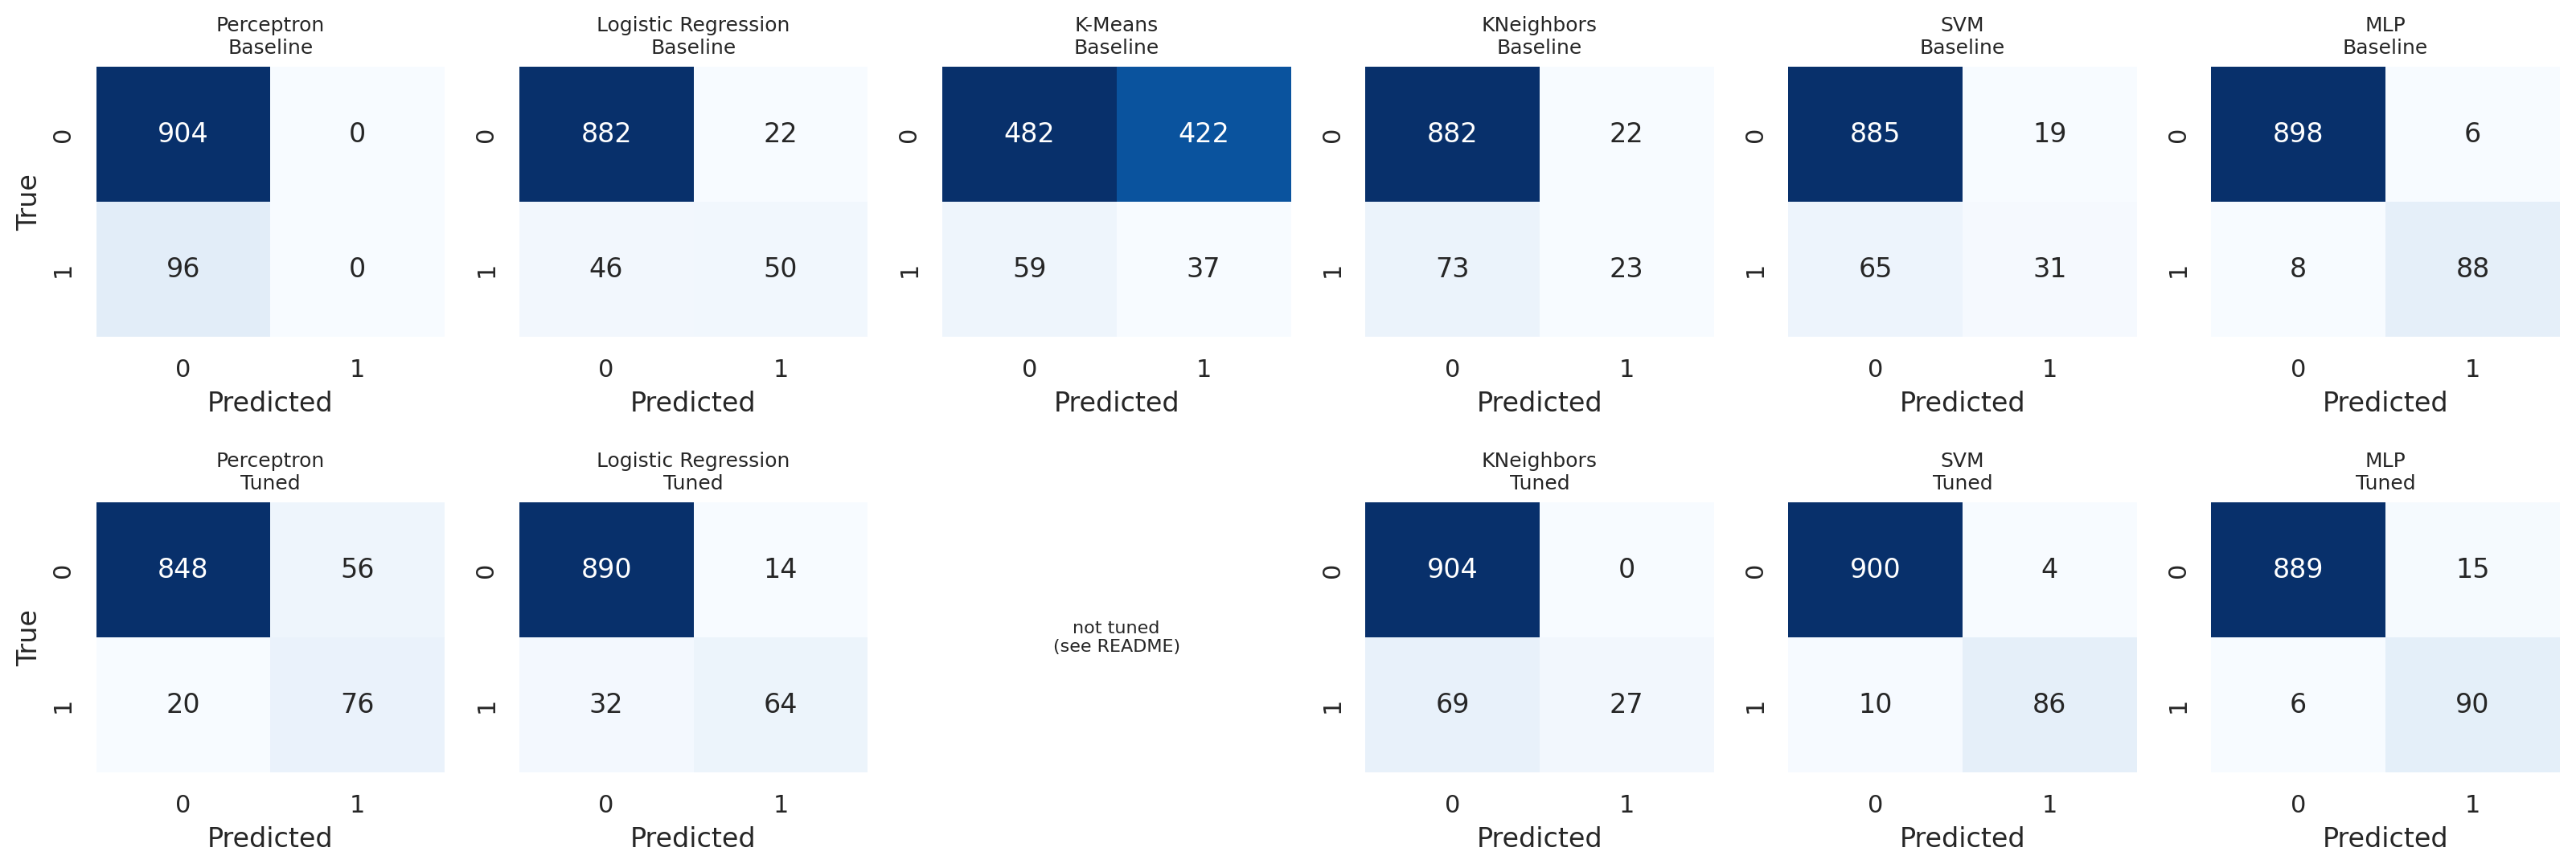 Perceptron
Baseline
Logistic Regression
Baseline
K-Means
Baseline
KNeighbors
Baseline
SVM
Baseline
MLP
Baseline
True
0
904 0
1
96 0
0 1
Predicted
0
882 22
1
46 50
0 1
Predicted
0
482 422
1
59 37
0 1
Predicted
0
882 22
1
73 23
0 1
Predicted
0
885 19
1
65 31
0 1
Predicted
0
898 6
1
8 88
0 1
Predicted
Perceptron
Tuned
Logistic Regression
Tuned
KNeighbors
Tuned
SVM
Tuned
MLP
Tuned
True
0
848 56
1
20 76
0 1
Predicted
0
890 14
1
32 64
0 1
Predicted
not tuned
(see README)
0
904 0
1
69 27
0 1
Predicted
0
900 4
1
10 86
0 1
Predicted
0
889 15
1
6 90
0 1
Predicted